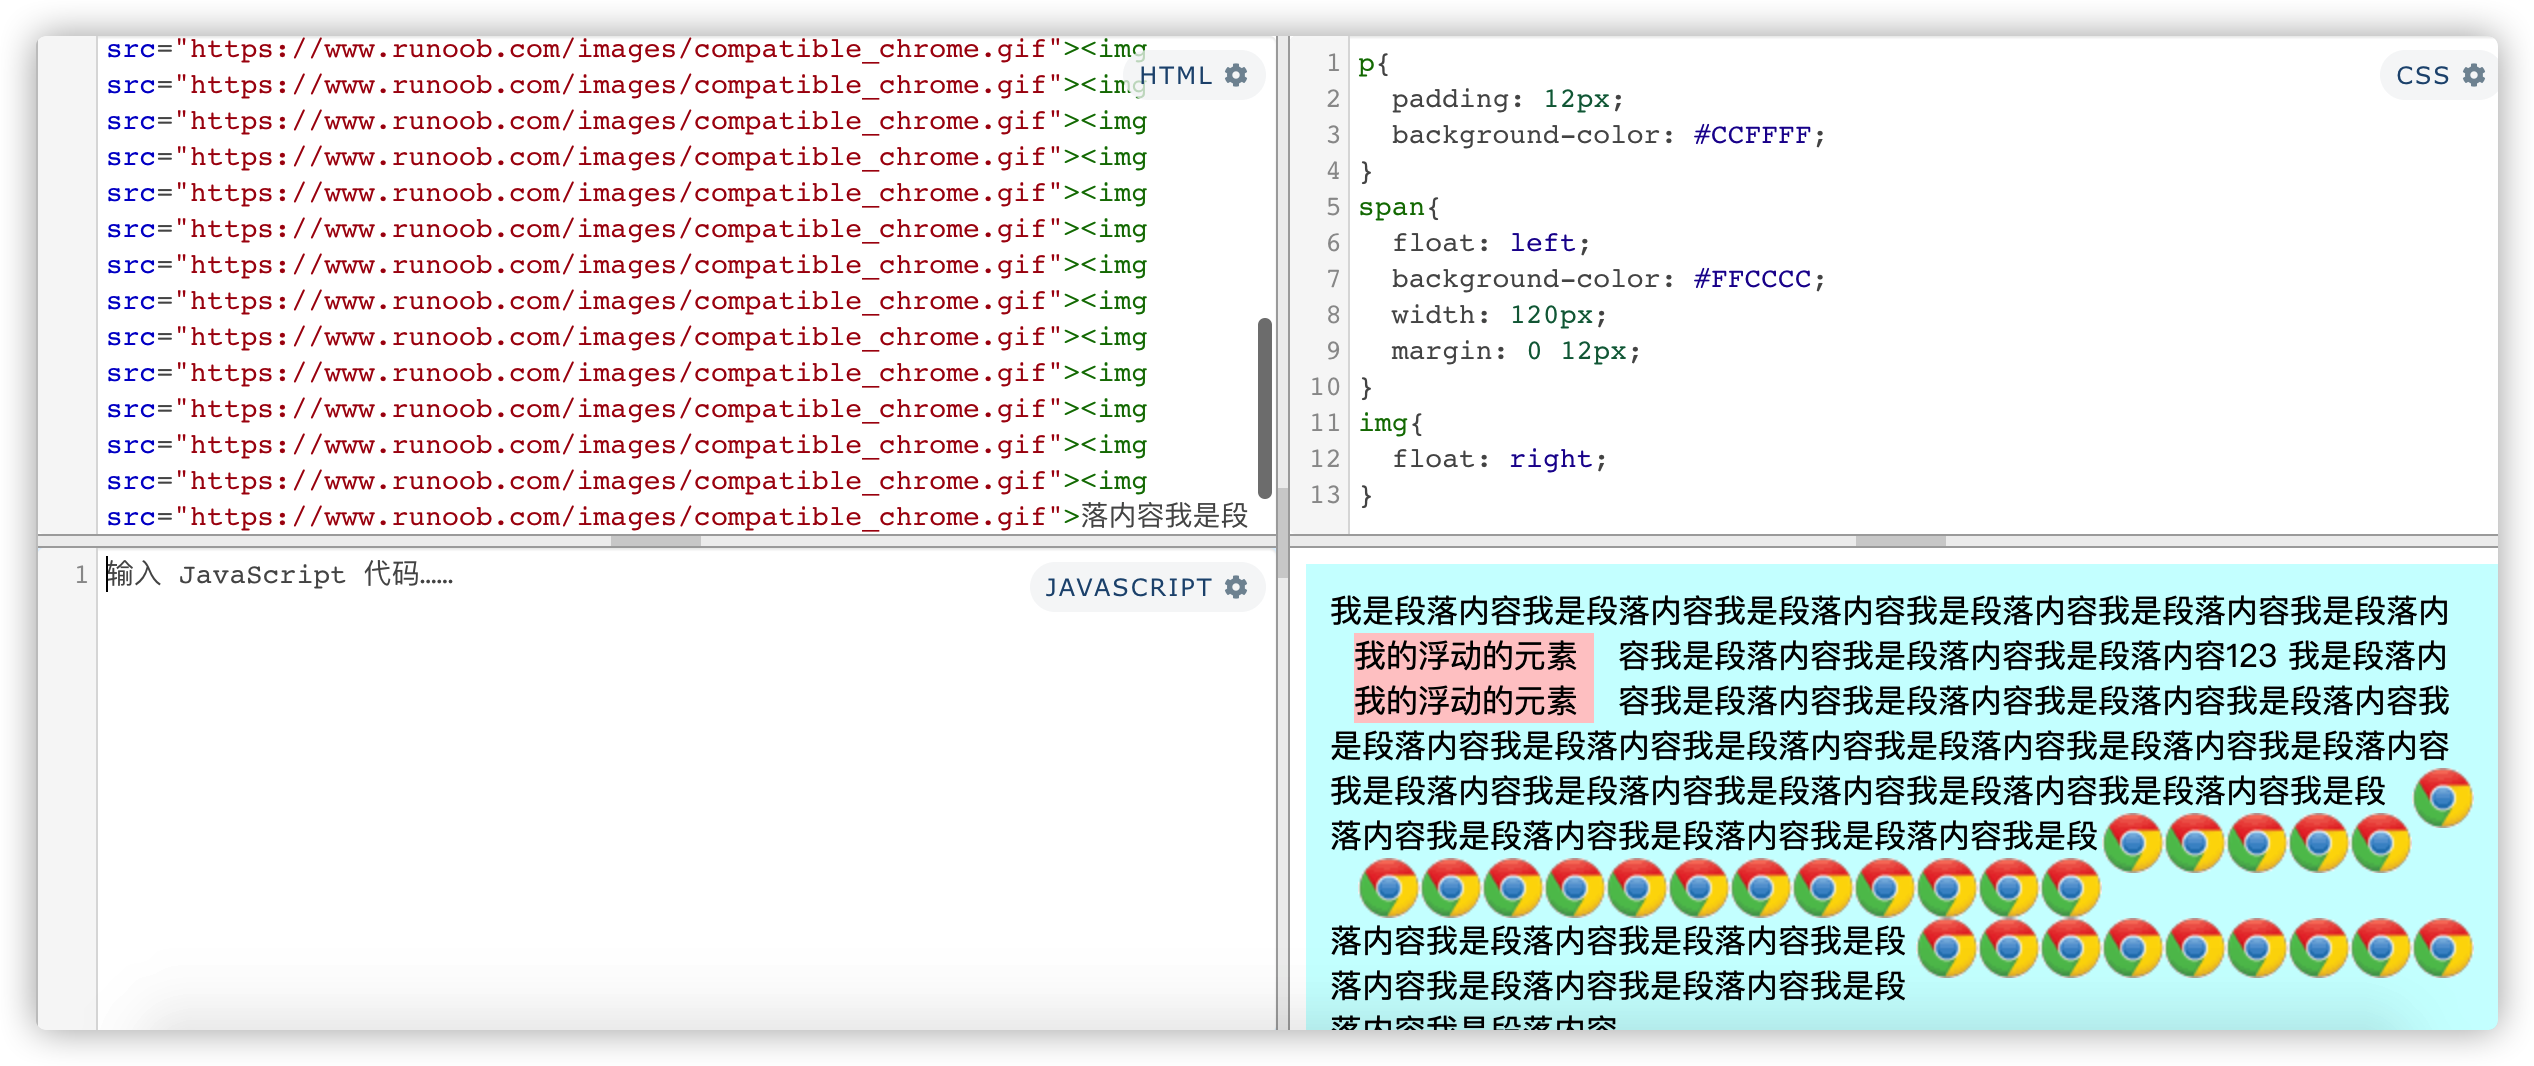 src="https://www.runoob.com/images/compatible_chrome.gif"><img
src="https://www.runoob.com/images/compatible_chrome.gif"><img
HTML
src="https://www.runoob.com/images/compatible_chrome.gif"><img
src="https://www.runoob.com/images/compatible_chrome.gif"><img
src="https://www.runoob.com/images/compatible_chrome.gif"><img
src="https://www.runoob.com/images/compatible_chrome.gif"><img
src="https://www.runoob.com/images/compatible_chrome.gif"><img
src="https://www.runoob.com/images/compatible_chrome.gif"><img
src="https://www.runoob.com/images/compatible_chrome.gif"><img
src="https://www.runoob.com/images/compatible_chrome.gif"><img
src="https://www.runoob.com/images/compatible_chrome.gif"><img
src="https://www.runoob.com/images/compatible_chrome.gif"><img
src="https://www.runoob.com/images/compatible_chrome.gif"><img
src="https://www.runoob.com/images/compatible_chrome.gif">落内容我是段
CSS
1 p{
2 padding: 12px;
3 background-color: #CCFFFF;
4 }
5 span{
6 float: left;
7 background-color: #FFCCCC;
8 width: 120px;
9 margin: 0 12px;
10 }
11 img{
12 float: right;
13 }
1 输入 JavaScript 代码……
JAVASCRIPT
我是段落内容我是段落内容我是段落内容我是段落内容我是段落内容我是段落内
我的浮动的元素 容我是段落内容我是段落内容我是段落内容123 我是段落内
我的浮动的元素 容我是段落内容我是段落内容我是段落内容我是段落内容我
是段落内容我是段落内容我是段落内容我是段落内容我是段落内容我是段落内容
我是段落内容我是段落内容我是段落内容我是段落内容我是段落内容我是段
落内容我是段落内容我是段落内容我是段落内容我是段
落内容我是段落内容我是段落内容我是段
落内容我是段落内容我是段落内容我是段
落内容我是段落内容